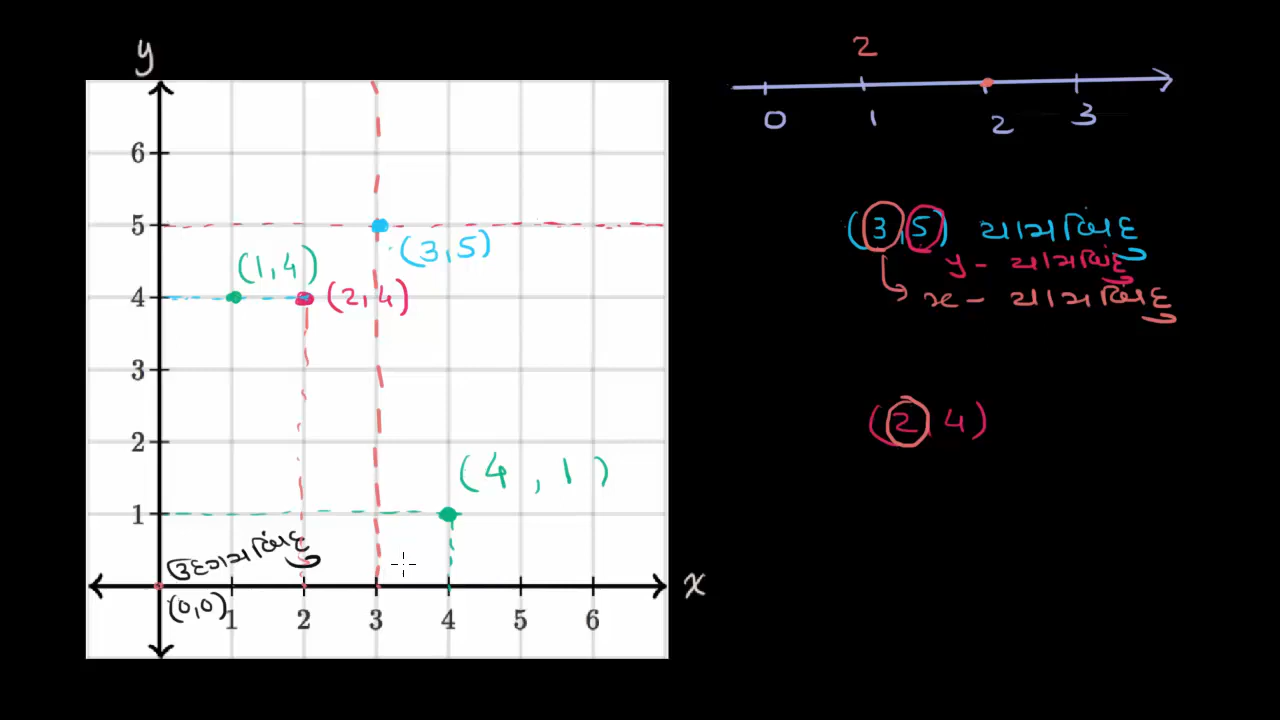 y
6
5
4
3
2
1
(1,4)
(2,4)
(3,5)
(4 , 1)
ઉદગમબિંદુ
(0,0)
1 2 3 4 5 6
x
2
0 1 2 3
(3,5) યામબિંદુ
y - યામબિંદુ
x - યામબિંદુ
(2, 4)